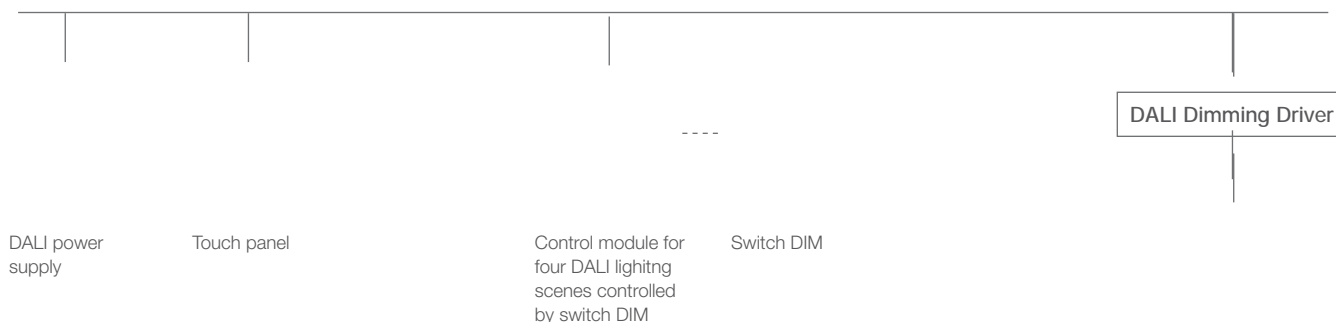 DALI Dimming Driver
DALI power
supply
Touch panel
Control module for
four DALI lighitng
scenes controlled
by switch DIM
Switch DIM